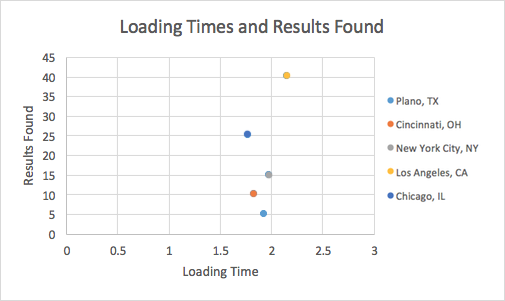 Loading Times and Results Found
Results Found
45
40
35
30
25
20
15
10
5
0
0 0.5 1 1.5 2 2.5 3
Loading Time
Plano, TX
Cincinnati, OH
New York City, NY
Los Angeles, CA
Chicago, IL